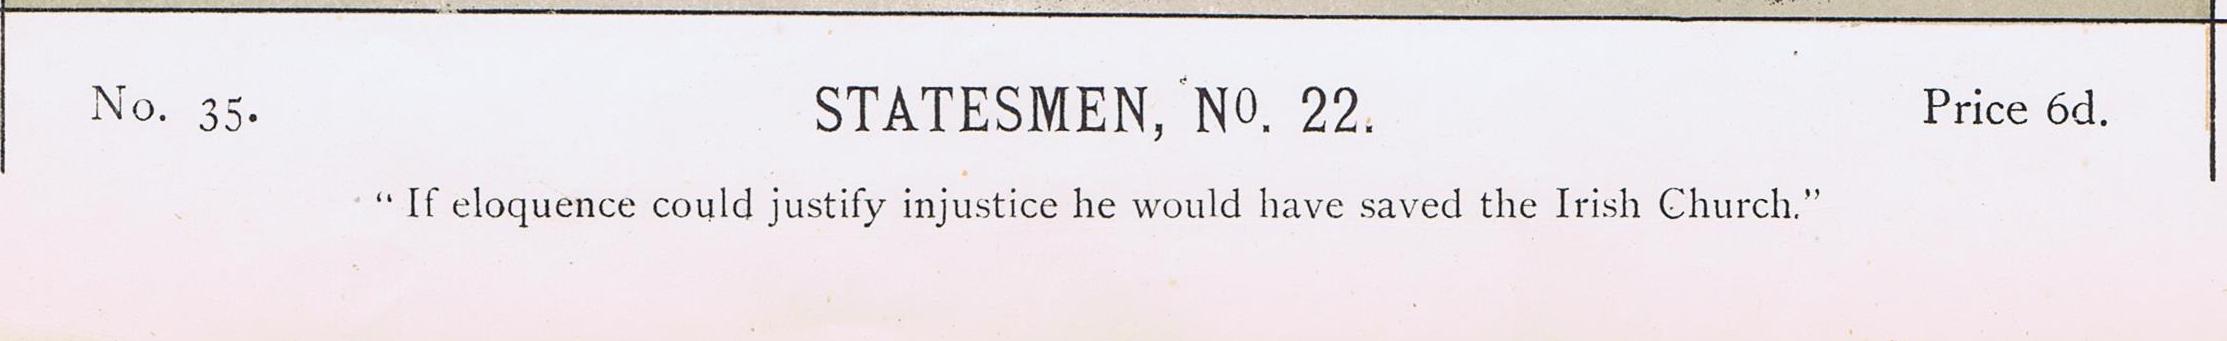 No. 35. STATESMEN, NO. 22. Price 6d.
“ If eloquence could justify injustice he would have saved the Irish Church.”